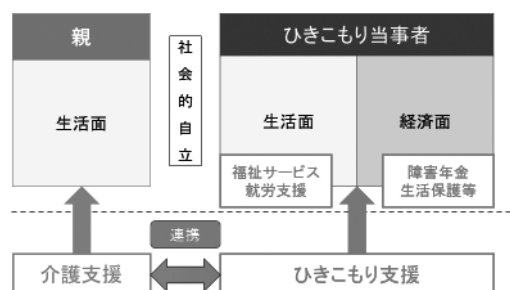 親
社会的自立
ひきこもり当事者
生活面
生活面
経済面
福祉サービス
就労支援
障害年金
生活保護等
連携
介護支援
ひきこもり支援